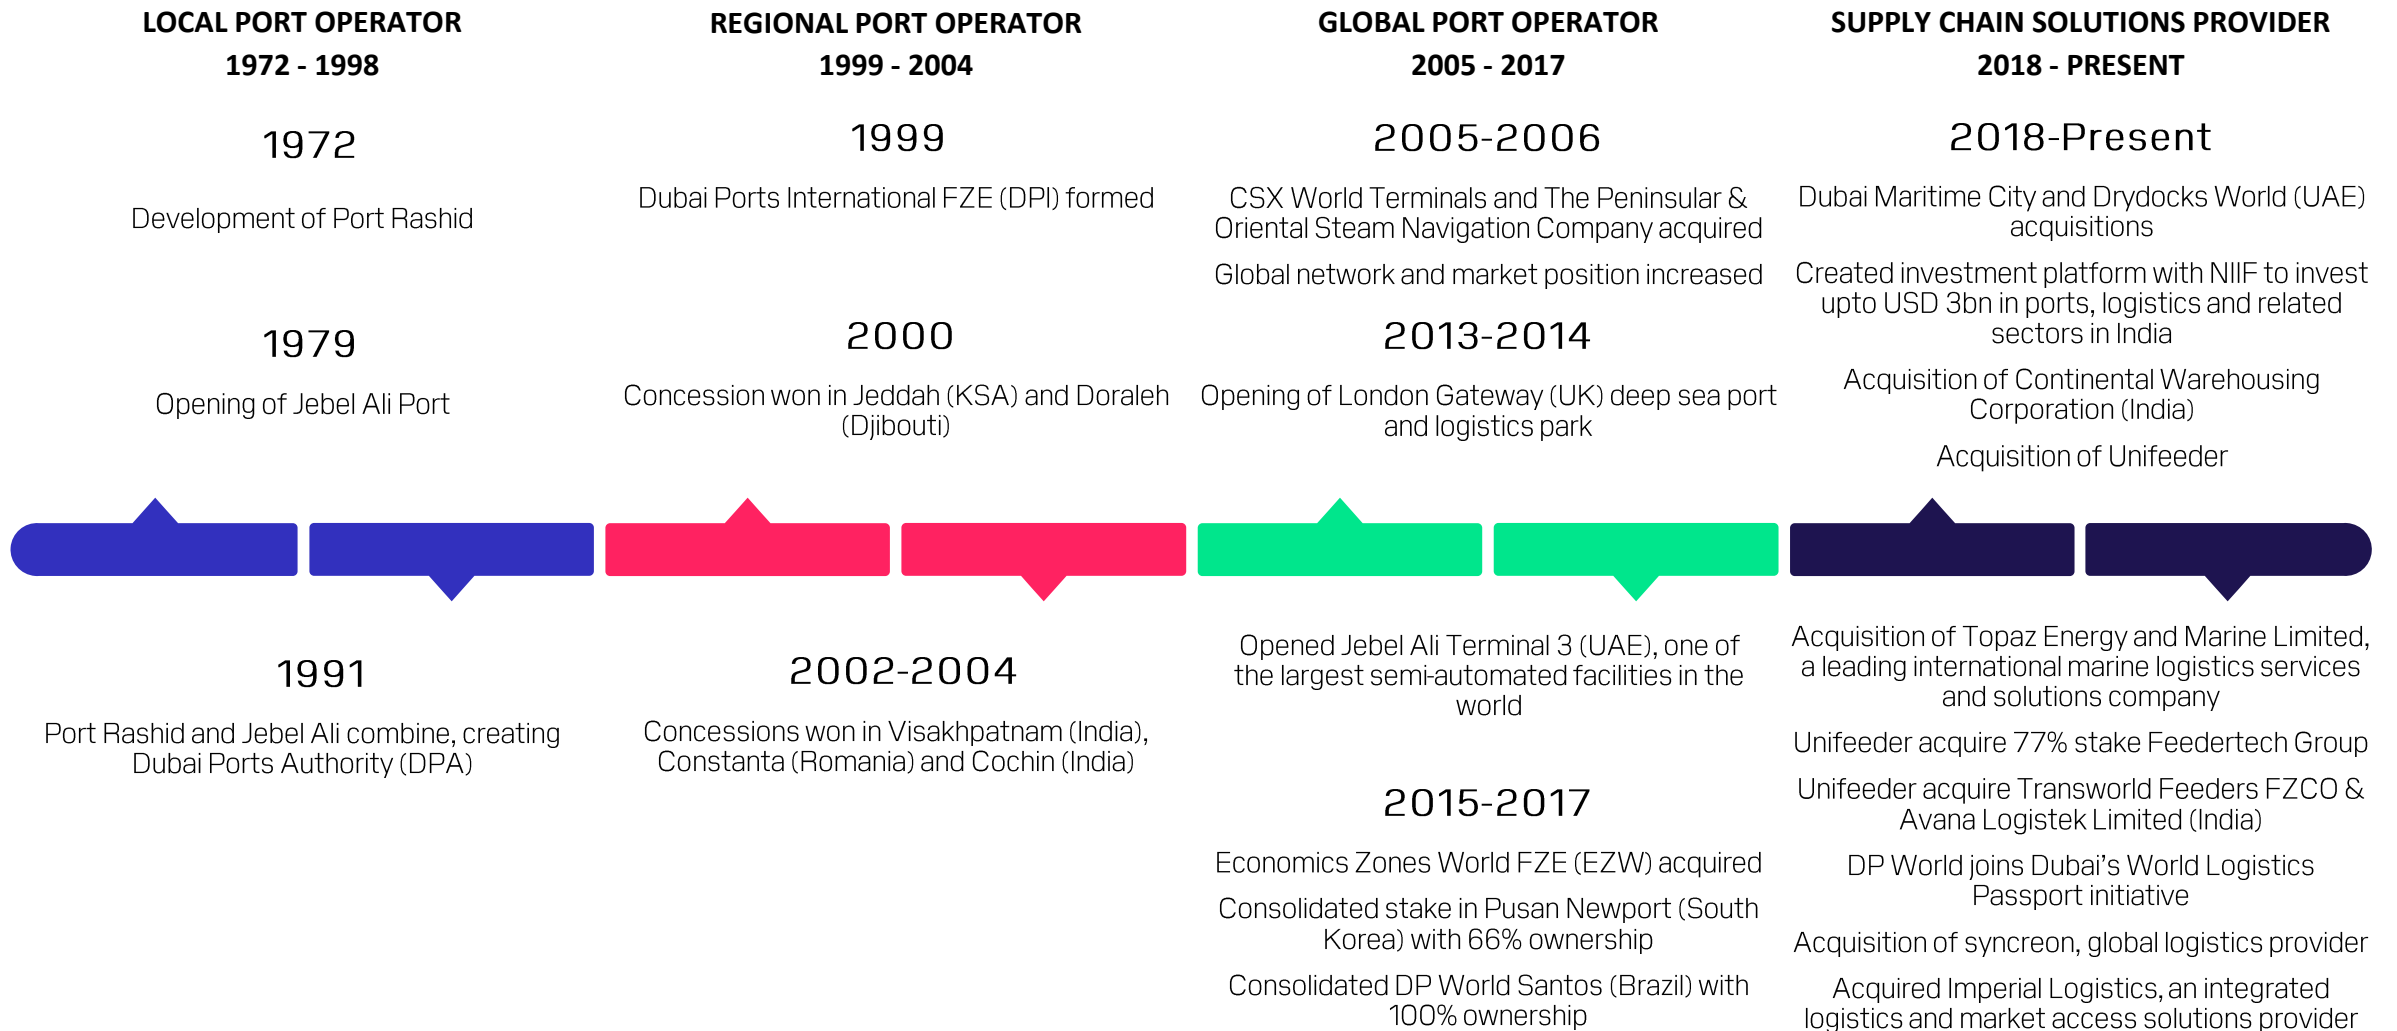 LOCAL PORT OPERATOR
1972 - 1998
1972
Development of Port Rashid
1979
Opening of Jebel Ali Port
1991
Port Rashid and Jebel Ali combine, creating
Dubai Ports Authority (DPA)
REGIONAL PORT OPERATOR
1999 - 2004
1999
Dubai Ports International FZE (DPI) formed
2000
Concession won in Jeddah (KSA) and Doraleh
(Djibouti)
2002-2004
Concessions won in Visakhpatnam (India),
Constanta (Romania) and Cochin (India)
GLOBAL PORT OPERATOR
2005 - 2017
2005-2006
CSX World Terminals and The Peninsular &
Oriental Steam Navigation Company acquired
Global network and market position increased
2013-2014
Opening of London Gateway (UK) deep sea port
and logistics park
Opened Jebel Ali Terminal 3 (UAE), one of
the largest semi-automated facilities in the
world
2015-2017
Economics Zones World FZE (EZW) acquired
Consolidated stake in Pusan Newport (South
Korea) with 66% ownership
Consolidated DP World Santos (Brazil) with
100% ownership
SUPPLY CHAIN SOLUTIONS PROVIDER
2018 - PRESENT
2018-Present
Dubai Maritime City and Drydocks World (UAE)
acquisitions
Created investment platform with NIIF to invest
upto USD 3bn in ports, logistics and related
sectors in India
Acquisition of Continental Warehousing
Corporation (India)
Acquisition of Unifeeder
Acquisition of Topaz Energy and Marine Limited,
a leading international marine logistics services
and solutions company
Unifeeder acquire 77% stake Feedertech Group
Unifeeder acquire Transworld Feeders FZCO &
Avana Logistek Limited (India)
DP World joins Dubai's World Logistics
Passport initiative
Acquisition of syncreon, global logistics provider
Acquired Imperial Logistics, an integrated
logistics and market access solutions provider